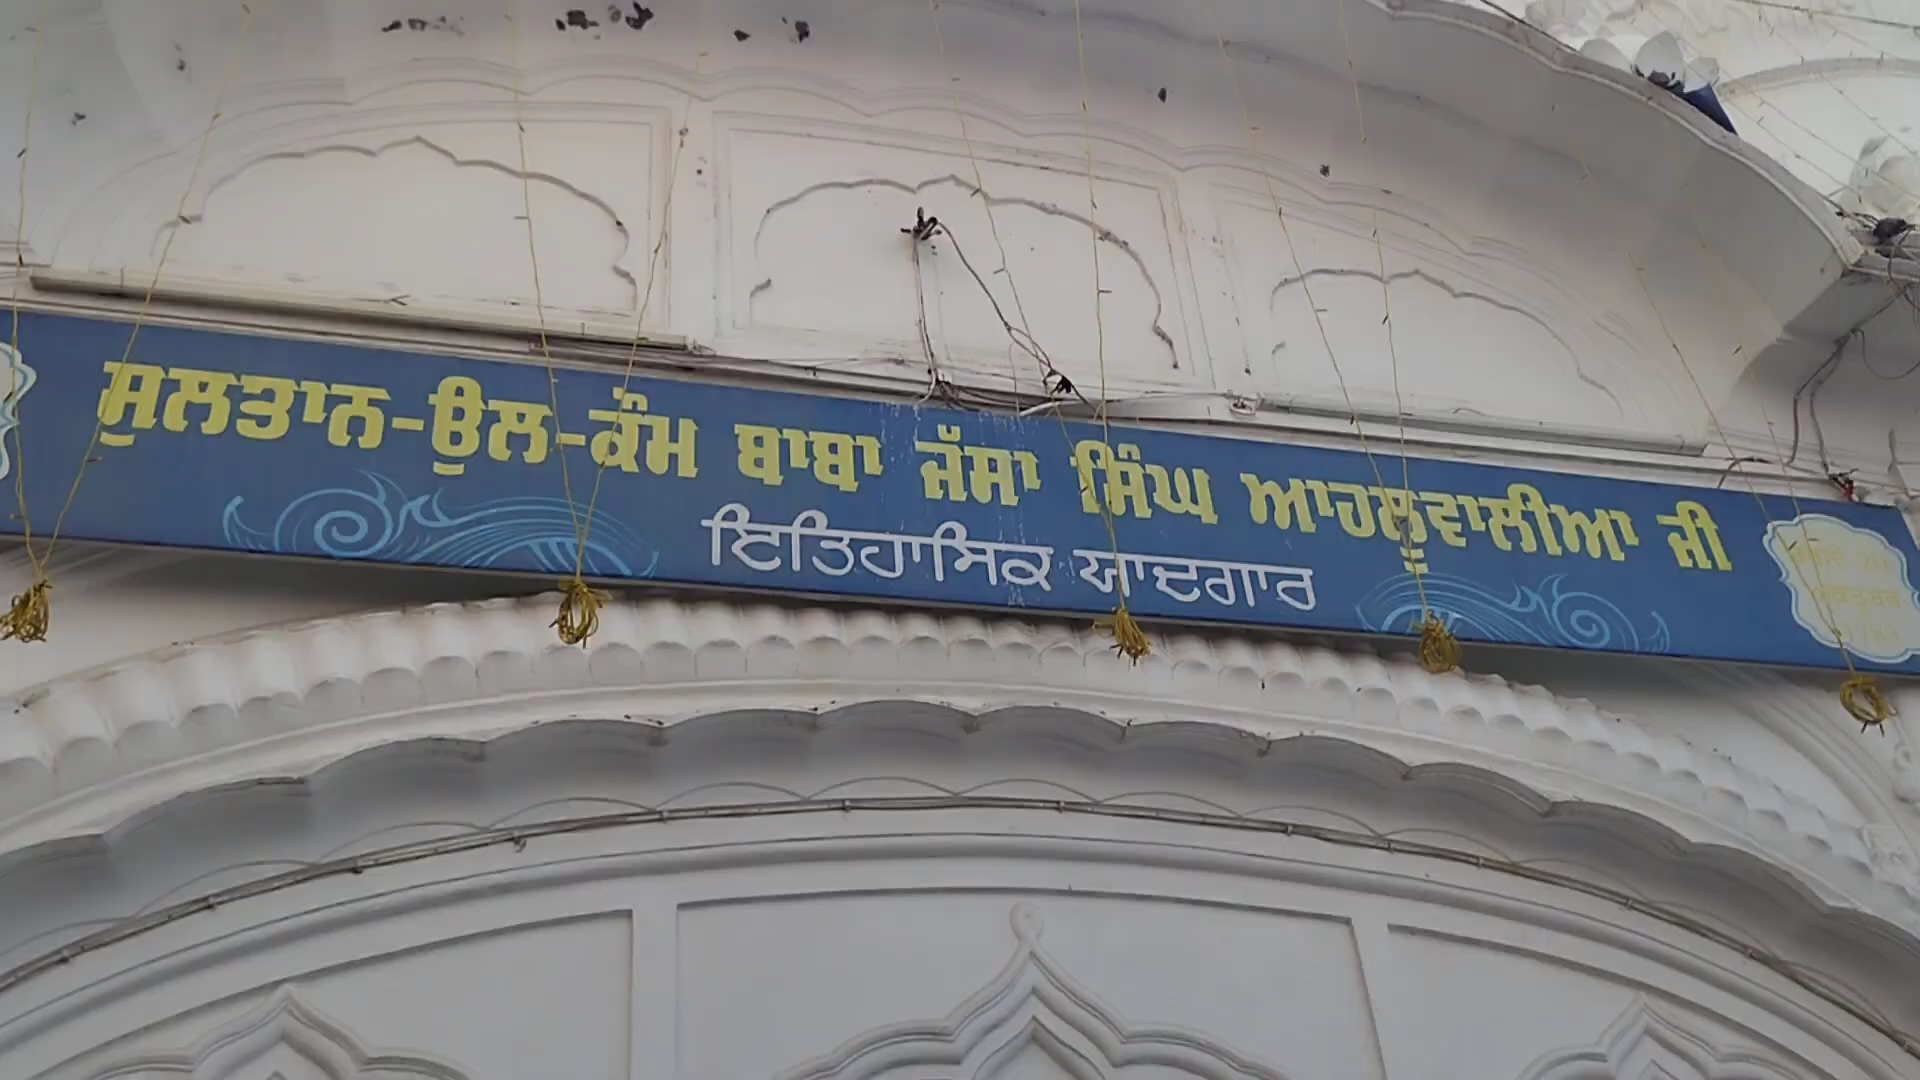 ਸੁਲਤਾਨ-ਉਲ-ਕੌਮ ਬਾਬਾ ਜੱਸਾ ਸਿੰਘ ਆਹਲੂਵਾਲੀਆ ਜੀ
ਇਤਿਹਾਸਿਕ ਯਾਦਗਾਰ